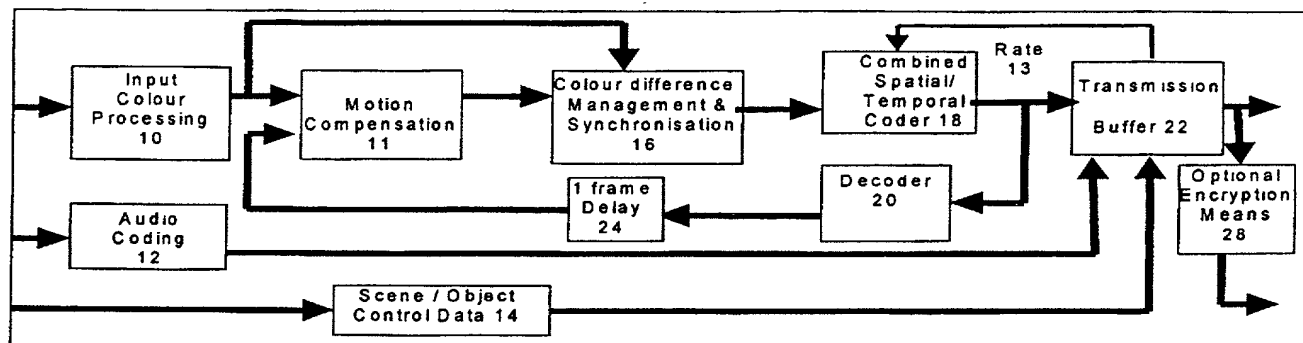 Input
Colour
Processing
10
Motion
Compensation
11
Colour difference
Management &
Synchronisation
16
Combined
Spatial/
Temporal
Coder 18
Rate
13
Transmission
Buffer 22
1 frame
Delay
24
Decoder
20
Optional
Encryption
Means
28
Audio
Coding
12
Scene / Object
Control Data 14